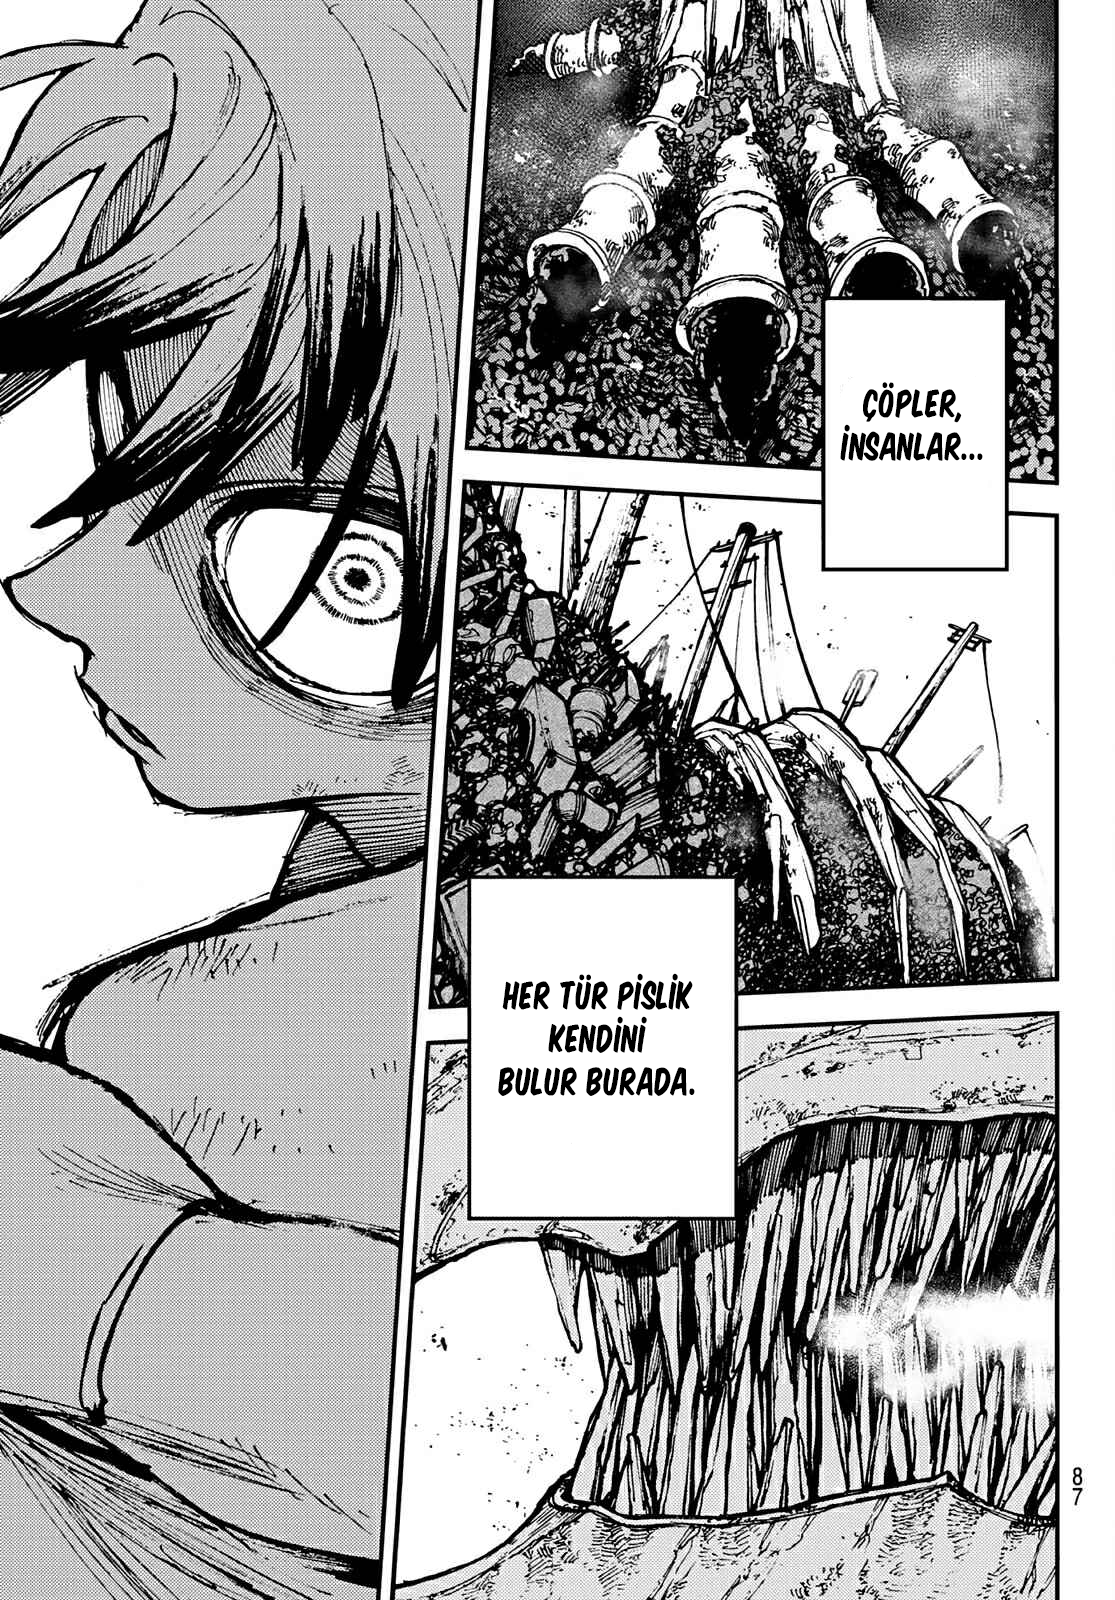 ÇÖPLER,
İNSANLAR...
HER TÜR PİSLİK
KENDİNİ
BULUR BURADA.
87